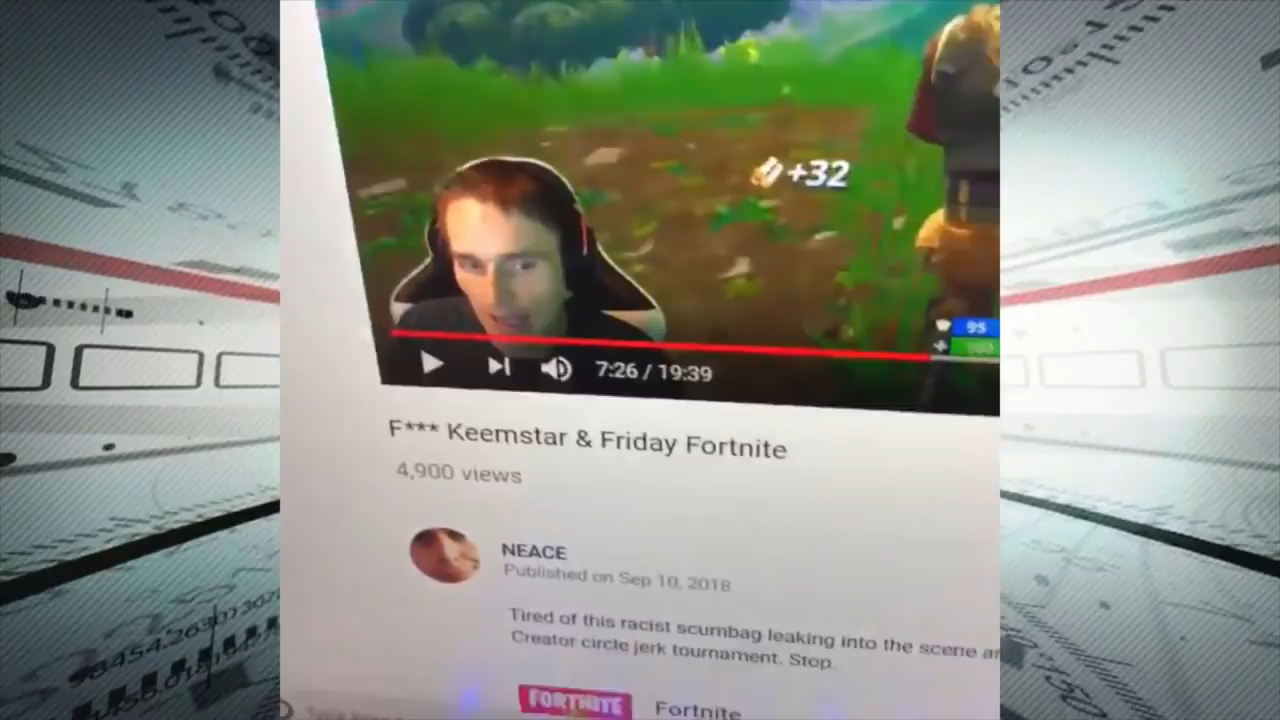 +32
95
7:26 / 19:39
F*** Keemstar & Friday Fortnite
4,900 views
NEACE
Published on Sep 10, 2018
Tired of this racist scumbag leaking into the scene
Creator circle jerk tournament. Stop.
FORTNITE
Fortnite